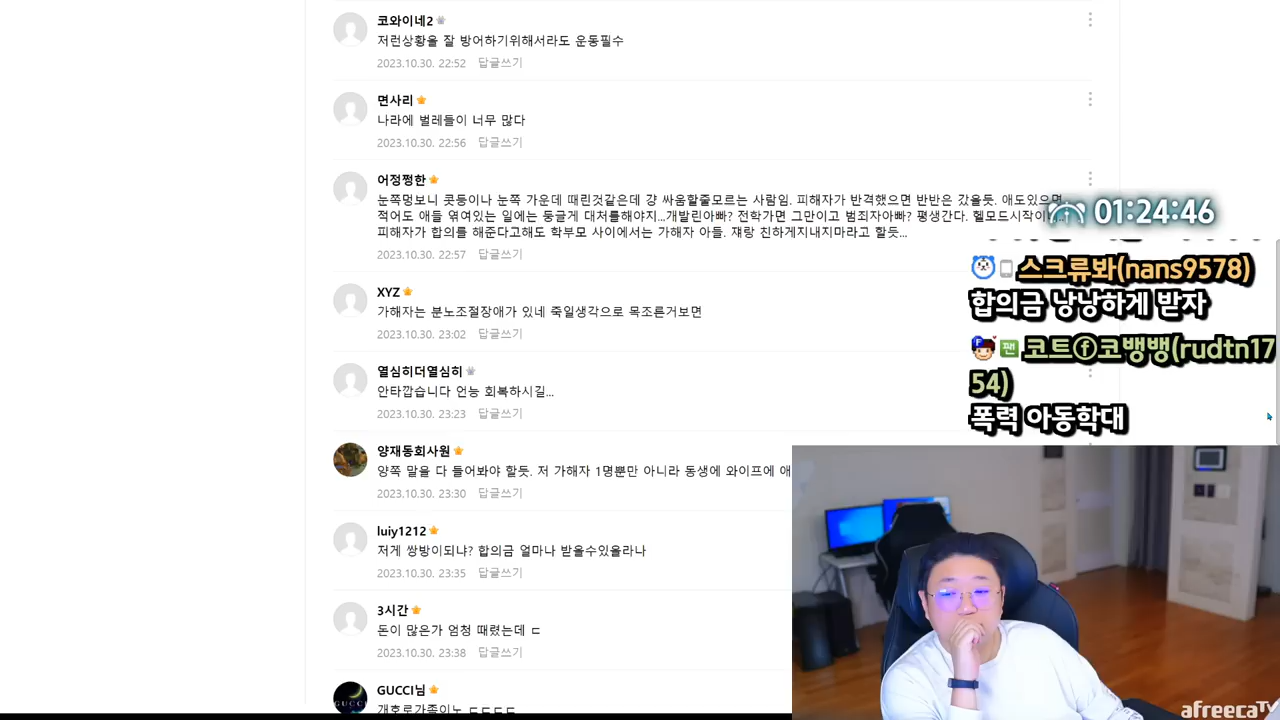 코와이네2
저런상황을 잘 방어하기위해서라도 운동필수
2023.10.30. 22:52 답글쓰기
면사리
나라에 벌레들이 너무 많다
2023.10.30. 22:56 답글쓰기
어정쩡한
눈쪽멍보니 콧등이나 눈쪽 가운데 때린것같은데 걍 싸움할줄모르는 사람임. 피해자가 반격했으면 반반은 갔을듯. 애도있으면
적어도 애들 엮여있는 일에는 둥글게 대처를해야지...개발린아빠? 전학가면 그만이고 범죄자아빠? 평생간다. 헬모드시작이
피해자가 합의를 해준다고해도 학부모 사이에서는 가해자 아들. 쟤랑 친하게지내지마라고 할듯...
2023.10.30. 22:57 답글쓰기
XYZ
가해자는 분노조절장애가 있네 죽일생각으로 목조른거보면
2023.10.30. 23:02 답글쓰기
열심히더열심히
안타깝습니다 언능 회복하시길...
2023.10.30. 23:23 답글쓰기
양재동회사원
양쪽 말을 다 들어봐야 할듯. 저 가해자 1명뿐만 아니라 동생에 와이프에 애
2023.10.30. 23:30 답글쓰기
luiy1212
저게 쌍방이되냐? 합의금 얼마나 받을수있을라나
2023.10.30. 23:35 답글쓰기
3시간
돈이 많은가 엄청 때렸는데 ㄷ
2023.10.30. 23:38 답글쓰기
GUCCI님
개호로가족이노 ㄷㄷㄷㄷ
01:24:46
스크류봐(nans9578)
합의금 낭낭하게 받자
팬 코트ⓕ코뱅뱅(rudtn17
54)
폭력 아동학대
afreecaTV